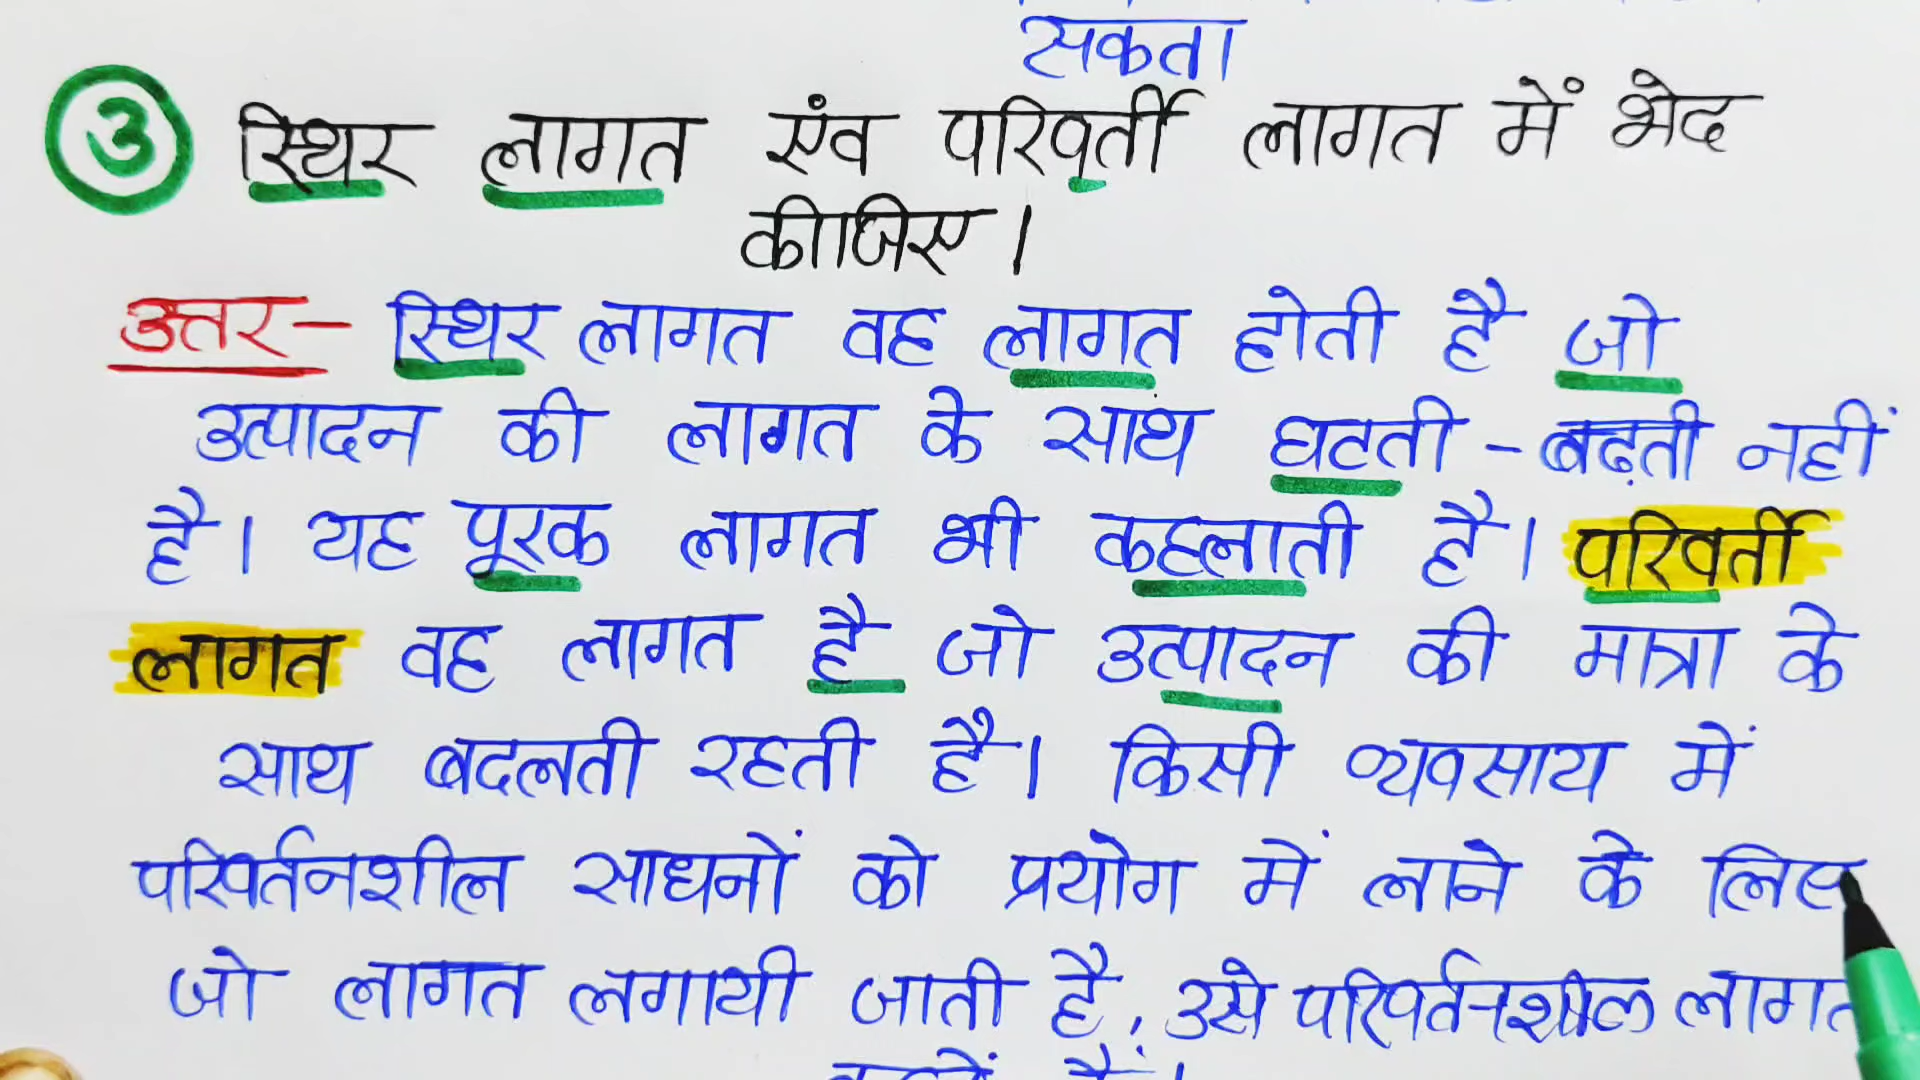 सकता।
③ स्थिर लागत एंव परिवर्ती लागत में भेद
कीजिए।
उत्तर- स्थिर लागत वह लागत होती है जो
उत्पादन की लागत के साथ घटती - बढ़ती नहीं
है। यह पूरक लागत भी कहलाती है। परिवर्ती
लागत वह लागत है जो उत्पादन की मात्रा के
साथ बदलती रहती है। किसी व्यवसाय में
परिवर्तनशील साधनों को प्रयोग में लाने के लिए
जो लागत लगायी जाती है, उसे परिवर्तनशील लागत